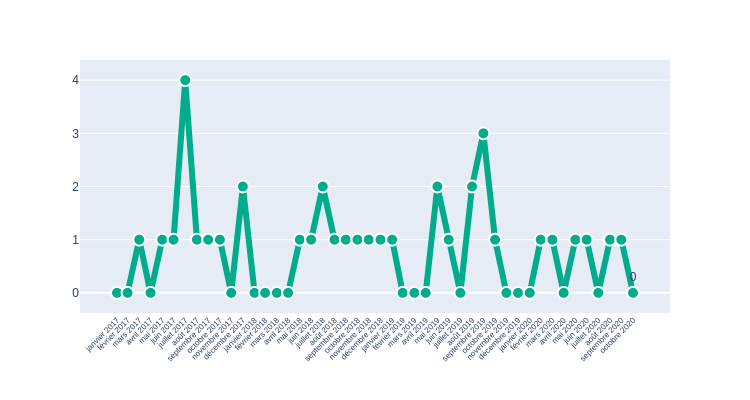 4
3
2
1
0
0
janvier 2017
février 2017
mars 2017
avril 2017
mai 2017
juin 2017
juillet 2017
août 2017
septembre 2017
octobre 2017
novembre 2017
décembre 2017
janvier 2018
février 2018
mars 2018
avril 2018
mai 2018
juin 2018
juillet 2018
août 2018
septembre 2018
octobre 2018
novembre 2018
décembre 2018
janvier 2019
février 2019
mars 2019
avril 2019
mai 2019
juin 2019
juillet 2019
août 2019
septembre 2019
octobre 2019
novembre 2019
décembre 2019
janvier 2020
février 2020
mars 2020
avril 2020
mai 2020
juin 2020
juillet 2020
août 2020
septembre 2020
octobre 2020